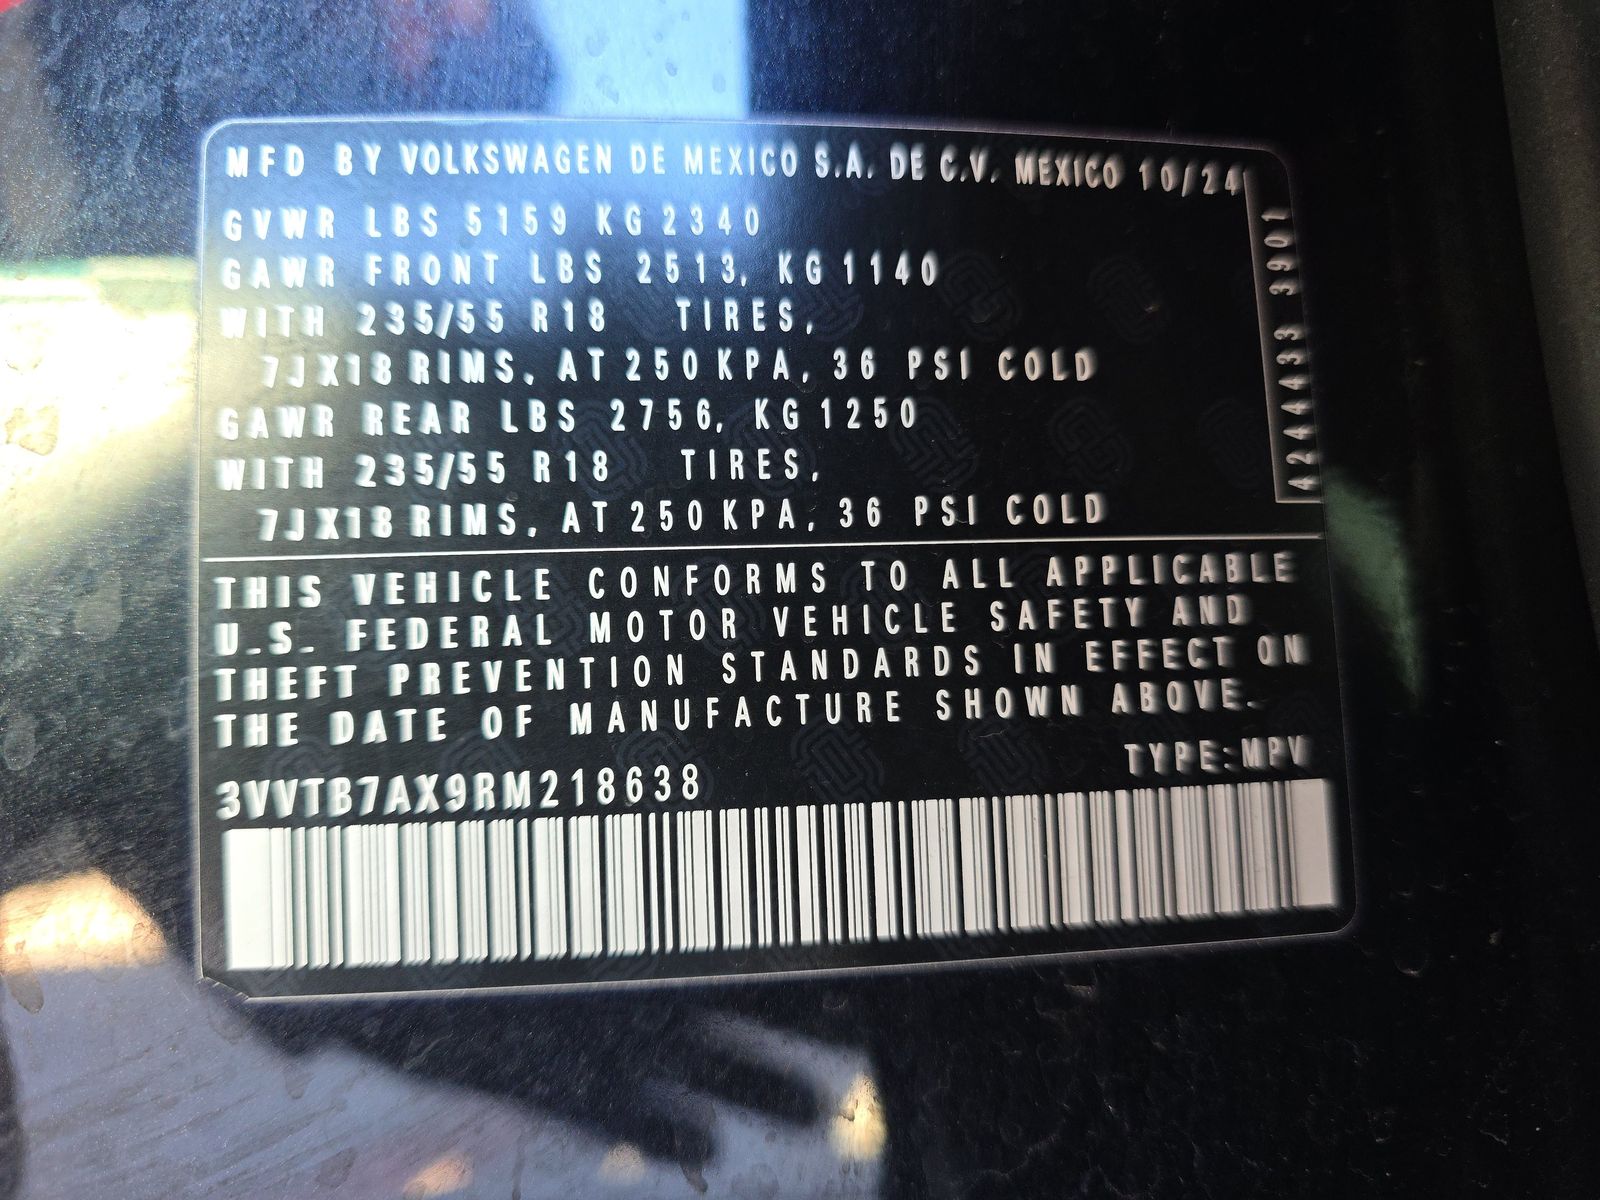 MFD BY VOLKSWAGEN DE MEXICO S.A. DE C.V. MEXICO 10/24
GVWR LBS 5159 KG 2340
GAWR FRONT LBS 2513, KG 1140
WITH 235/55 R18 TIRES,
7JX18 RIMS, AT 250 KPA, 36 PSI COLD
GAWR REAR LBS 2756, KG 1250
WITH 235/55 R18 TIRES,
7JX18 RIMS, AT 250 KPA, 36 PSI COLD
4244433 3901
THIS VEHICLE CONFORMS TO ALL APPLICABLE
U.S. FEDERAL MOTOR VEHICLE SAFETY AND
THEFT PREVENTION STANDARDS IN EFFECT ON
THE DATE OF MANUFACTURE SHOWN ABOVE.
TYPE:MPV
3VVTB7AX9RM218638